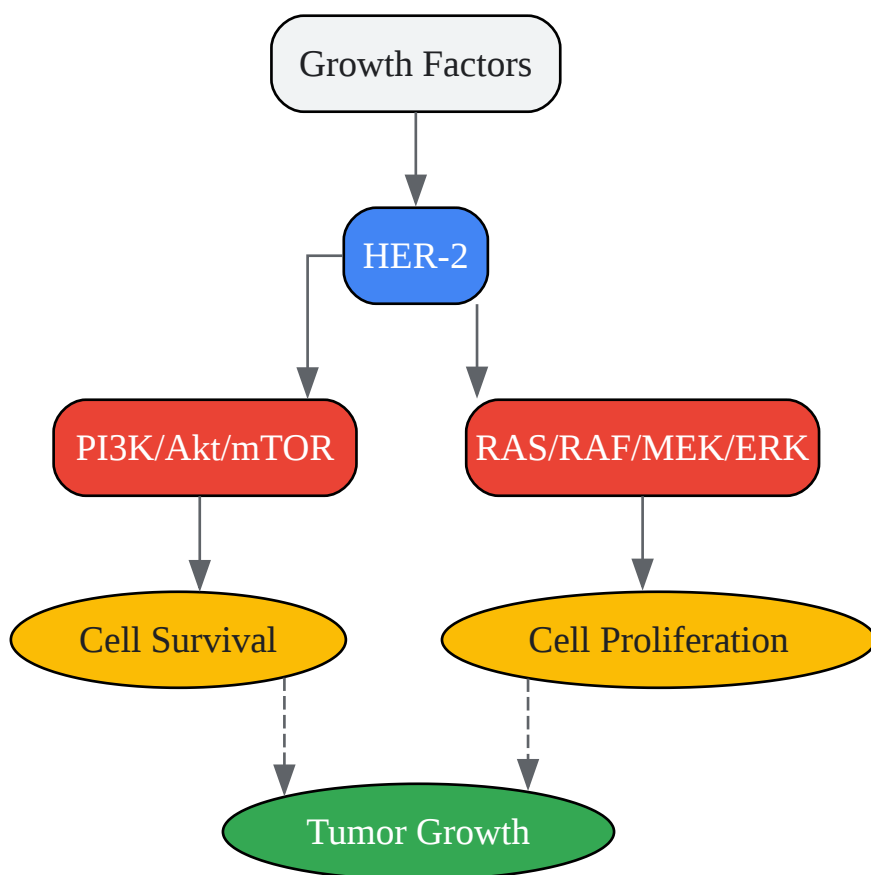 Growth Factors
HER-2
PI3K/Akt/mTOR
RAS/RAF/MEK/ERK
Cell Survival
Cell Proliferation
Tumor Growth